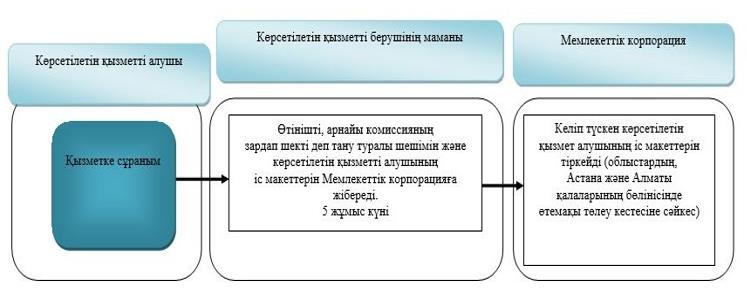 Көрсетілетін қызметті алушы
Көрсетілетін қызметті берушінің маманы
Мемлекеттік корпорация
Қызметке сұраным
Өтінішті, арнайы комиссияның
зардап шекті деп тану туралы шешімін және
көрсетілетін қызметті алушының
іс макеттерін Мемлекеттік корпорацияға
жібереді.
5 жұмыс күні
Келіп түскен көрсетілетін
қызмет алушының іс макеттерін
тіркейді (облыстардың,
Астана және Алматы
қалаларының бөлінісінде
өтемақы төлеу кестесіне сәйкес)